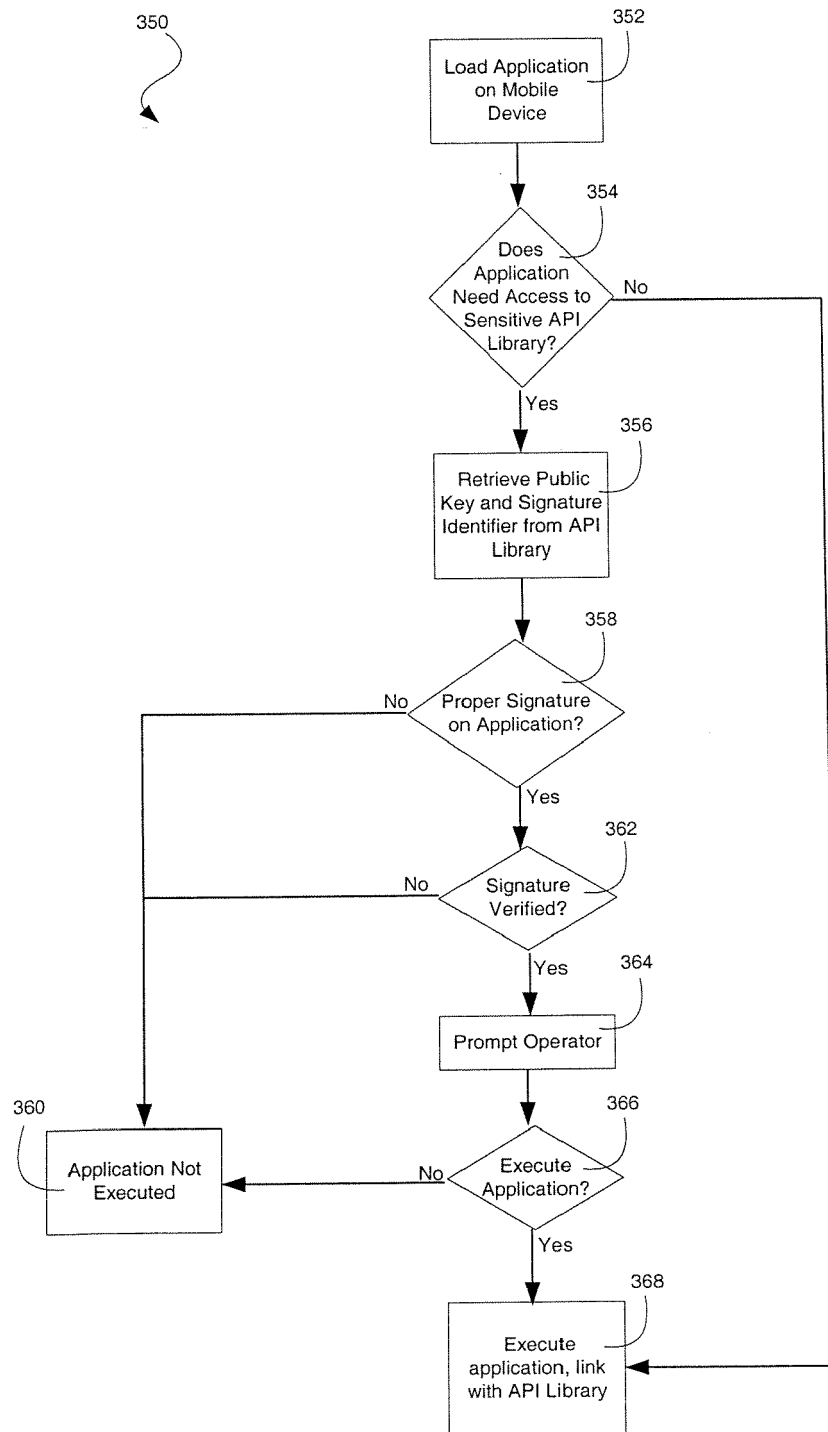 350
352
Load Application
on Mobile
Device
354
Does
Application
Need Access to
Sensitive API
Library?
No
Yes
356
Retrieve Public
Key and Signature
Identifier from API
Library
358
No
Proper Signature
on Application?
Yes
362
No
Signature
Verified?
Yes
364
Prompt Operator
360
Application Not
Executed
366
No
Execute
Application?
Yes
368
Execute
application, link
with API Library